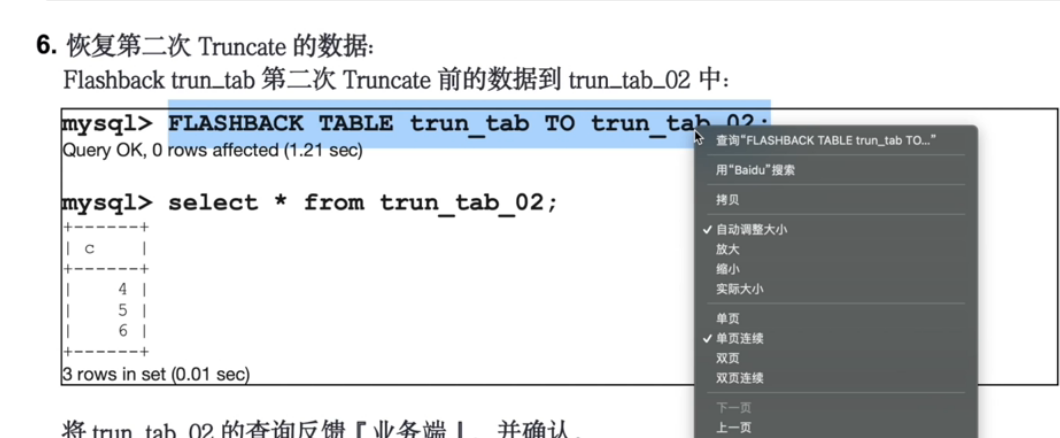 6. 恢复第二次 Truncate 的数据:
Flashback trun_tab 第二次 Truncate 前的数据到 trun_tab_02 中:
mysql> FLASHBACK TABLE trun_tab TO trun_tab_02;
Query OK, 0 rows affected (1.21 sec)
mysql> select * from trun_tab_02;
+------+
| c |
+------+
| 4 |
| 5 |
| 6 |
+------+
3 rows in set (0.01 sec)
将 trun_tab_02 的查询反馈『业务端』，并确认。
查询“FLASHBACK TABLE trun_tab TO...”
用“Baidu”搜索
拷贝
✓ 自动调整大小
放大
缩小
实际大小
单页
✓ 单页连续
双页
双页连续
下一页
上一页